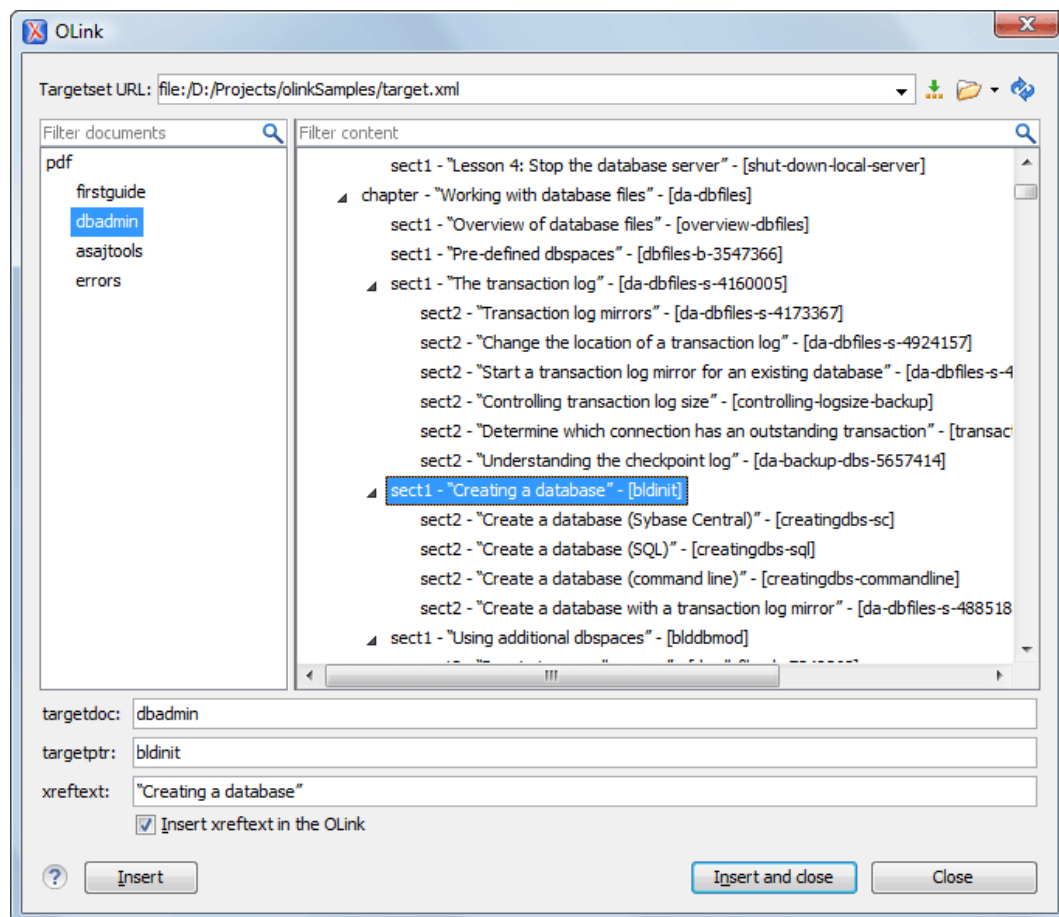 OLink
Targetset URL: file:/D:/Projects/olinkSamples/target.xml
Filter documents
Filter content
pdf
firstguide
dbadmin
asajtools
errors
sect1 - “Lesson 4: Stop the database server” - [shut-down-local-server]
chapter - “Working with database files” - [da-dbfiles]
sect1 - “Overview of database files” - [overview-dbfiles]
sect1 - “Pre-defined dbspaces” - [dbfiles-b-3547366]
sect1 - “The transaction log” - [da-dbfiles-s-4160005]
sect2 - “Transaction log mirrors” - [da-dbfiles-s-4173367]
sect2 - “Change the location of a transaction log” - [da-dbfiles-s-4924157]
sect2 - “Start a transaction log mirror for an existing database” - [da-dbfiles-s-4
sect2 - “Controlling transaction log size” - [controlling-logsize-backup]
sect2 - “Determine which connection has an outstanding transaction” - [transact
sect2 - “Understanding the checkpoint log” - [da-backup-dbs-5657414]
sect1 - “Creating a database” - [bldinit]
sect2 - “Create a database (Sybase Central)” - [creatingdbs-sc]
sect2 - “Create a database (SQL)” - [creatingdbs-sql]
sect2 - “Create a database (command line)” - [creatingdbs-commandline]
sect2 - “Create a database with a transaction log mirror” - [da-dbfiles-s-488518
sect1 - “Using additional dbspaces” - [blddbmod]
targetdoc: dbadmin
targetptr: bldinit
xreftext: “Creating a database”
Insert xreftext in the OLink
? Insert Insert and close Close